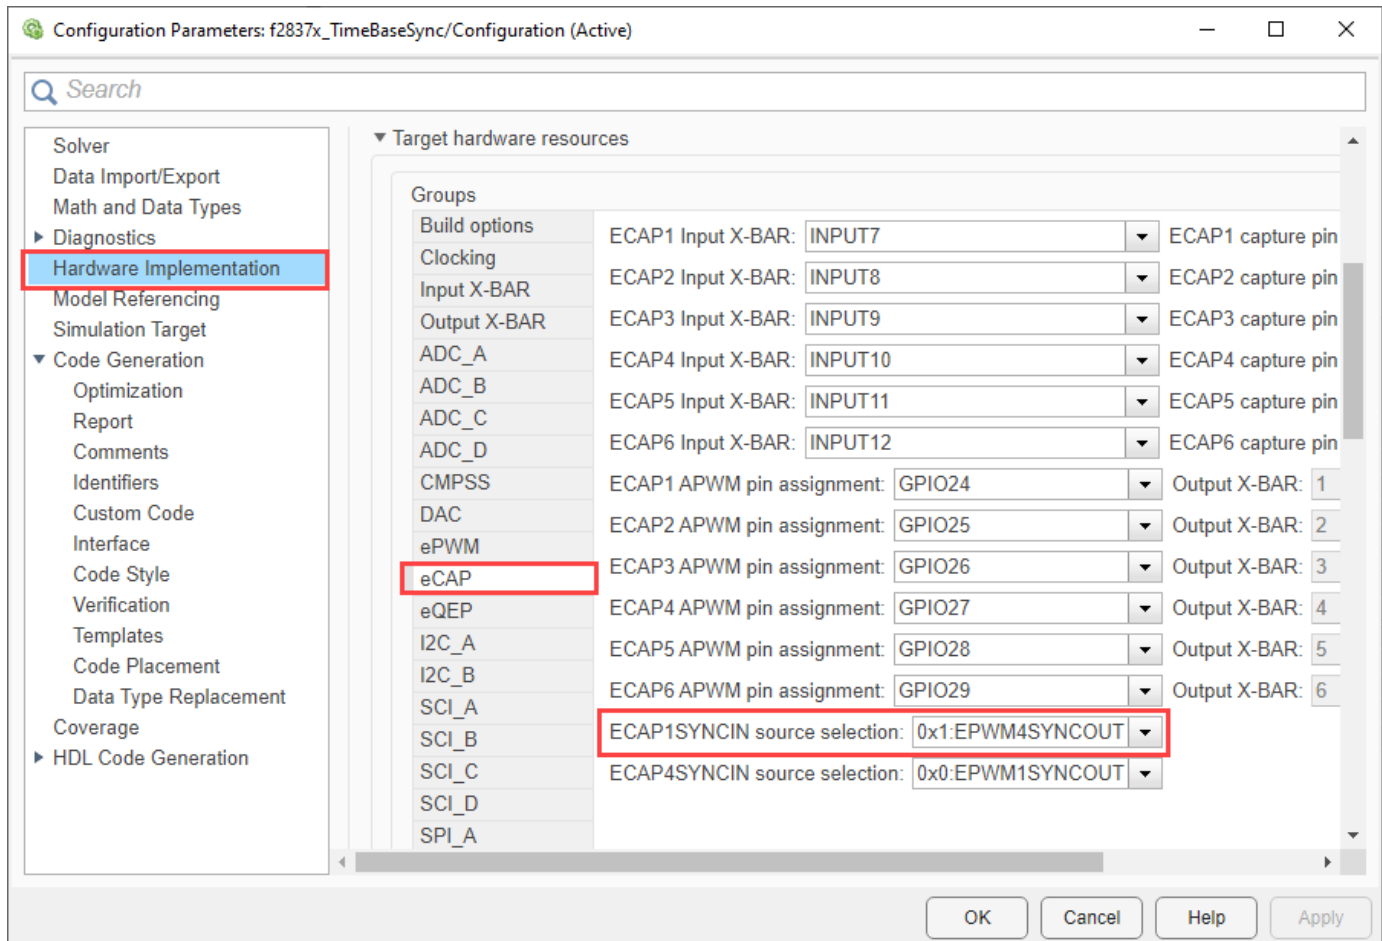 Configuration Parameters: f2837x_TimeBaseSync/Configuration (Active)
Search
Solver
Data Import/Export
Math and Data Types
Diagnostics
Hardware Implementation
Model Referencing
Simulation Target
Code Generation
Optimization
Report
Comments
Identifiers
Custom Code
Interface
Code Style
Verification
Templates
Code Placement
Data Type Replacement
Coverage
HDL Code Generation
Target hardware resources
Groups
Build options
Clocking
Input X-BAR
Output X-BAR
ADC_A
ADC_B
ADC_C
ADC_D
CMPSS
DAC
ePWM
eCAP
eQEP
I2C_A
I2C_B
SCI_A
SCI_B
SCI_C
SCI_D
SPI_A
ECAP1 Input X-BAR: INPUT7 ECAP1 capture pin
ECAP2 Input X-BAR: INPUT8 ECAP2 capture pin
ECAP3 Input X-BAR: INPUT9 ECAP3 capture pin
ECAP4 Input X-BAR: INPUT10 ECAP4 capture pin
ECAP5 Input X-BAR: INPUT11 ECAP5 capture pin
ECAP6 Input X-BAR: INPUT12 ECAP6 capture pin
ECAP1 APWM pin assignment: GPIO24 Output X-BAR: 1
ECAP2 APWM pin assignment: GPIO25 Output X-BAR: 2
ECAP3 APWM pin assignment: GPIO26 Output X-BAR: 3
ECAP4 APWM pin assignment: GPIO27 Output X-BAR: 4
ECAP5 APWM pin assignment: GPIO28 Output X-BAR: 5
ECAP6 APWM pin assignment: GPIO29 Output X-BAR: 6
ECAP1SYNCIN source selection: 0x1:EPWM4SYNCOUT
ECAP4SYNCIN source selection: 0x0:EPWM1SYNCOUT
OK Cancel Help Apply